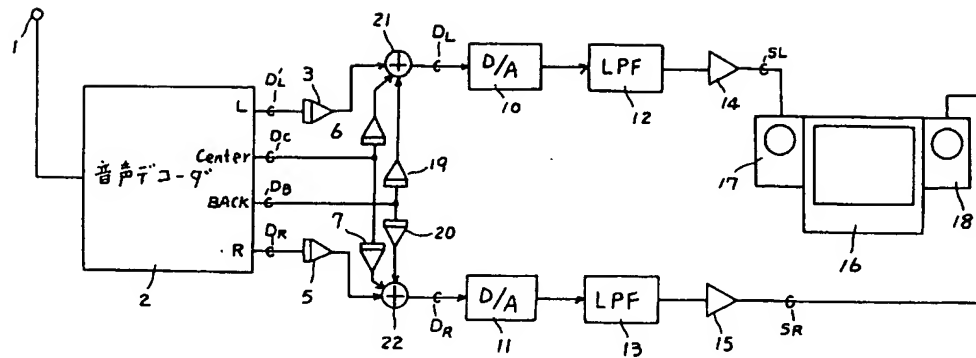 1
音声デコーダ
2
L
Center
BACK
R
D'L
DC
DB
D'R
3
6
7
5
19
20
21
22
DL
DR
D/A
10
D/A
11
LPF
12
LPF
13
14
15
SL
SR
17
16
18